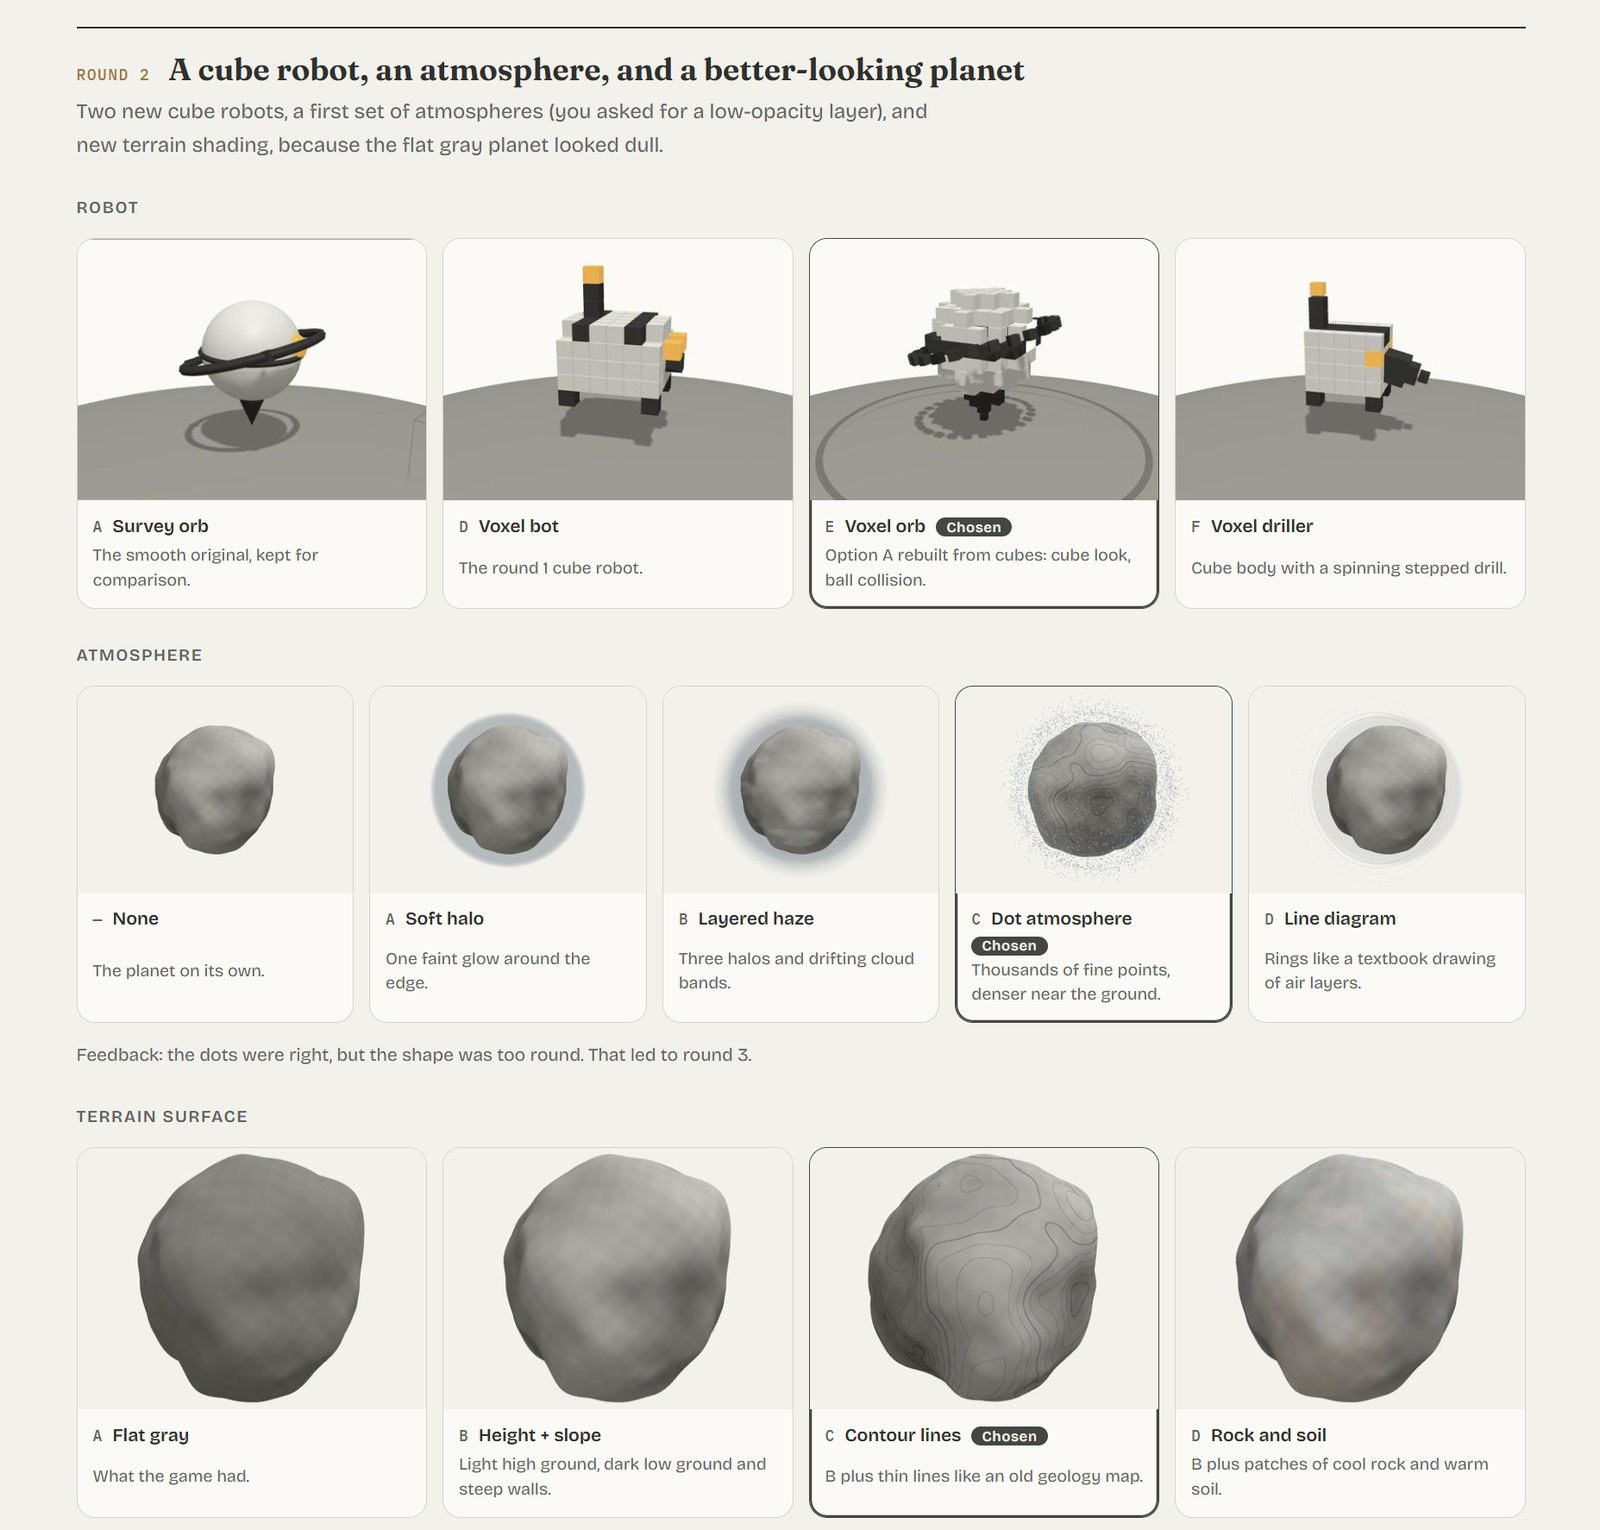 ROUND 2 A cube robot, an atmosphere, and a better-looking planet
Two new cube robots, a first set of atmospheres (you asked for a low-opacity layer), and
new terrain shading, because the flat gray planet looked dull.
ROBOT
A Survey orb
The smooth original, kept for
comparison.
D Voxel bot
The round 1 cube robot.
E Voxel orb Chosen
Option A rebuilt from cubes: cube look,
ball collision.
F Voxel driller
Cube body with a spinning stepped drill.
ATMOSPHERE
– None
The planet on its own.
A Soft halo
One faint glow around the
edge.
B Layered haze
Three halos and drifting cloud
bands.
C Dot atmosphere
Chosen
Thousands of fine points,
denser near the ground.
D Line diagram
Rings like a textbook drawing
of air layers.
Feedback: the dots were right, but the shape was too round. That led to round 3.
TERRAIN SURFACE
A Flat gray
What the game had.
B Height + slope
Light high ground, dark low ground and
steep walls.
C Contour lines Chosen
B plus thin lines like an old geology map.
D Rock and soil
B plus patches of cool rock and warm
soil.